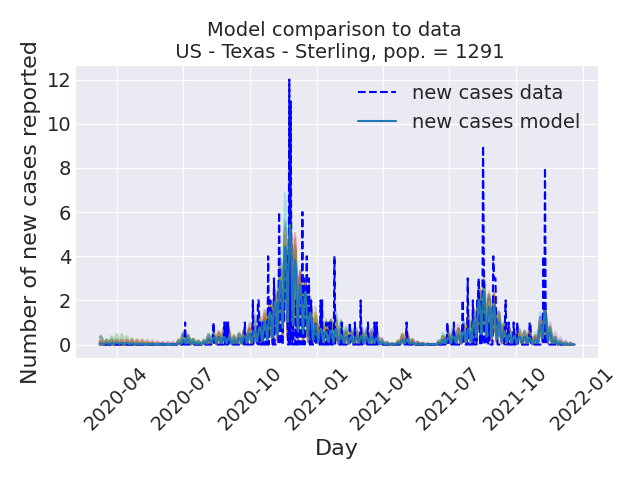 Model comparison to data
US - Texas - Sterling, pop. = 1291
Number of new cases reported
12
10
8
6
4
2
0
new cases data
new cases model
2020-04
2020-07
2020-10
2021-01
2021-04
2021-07
2021-10
2022-01
Day